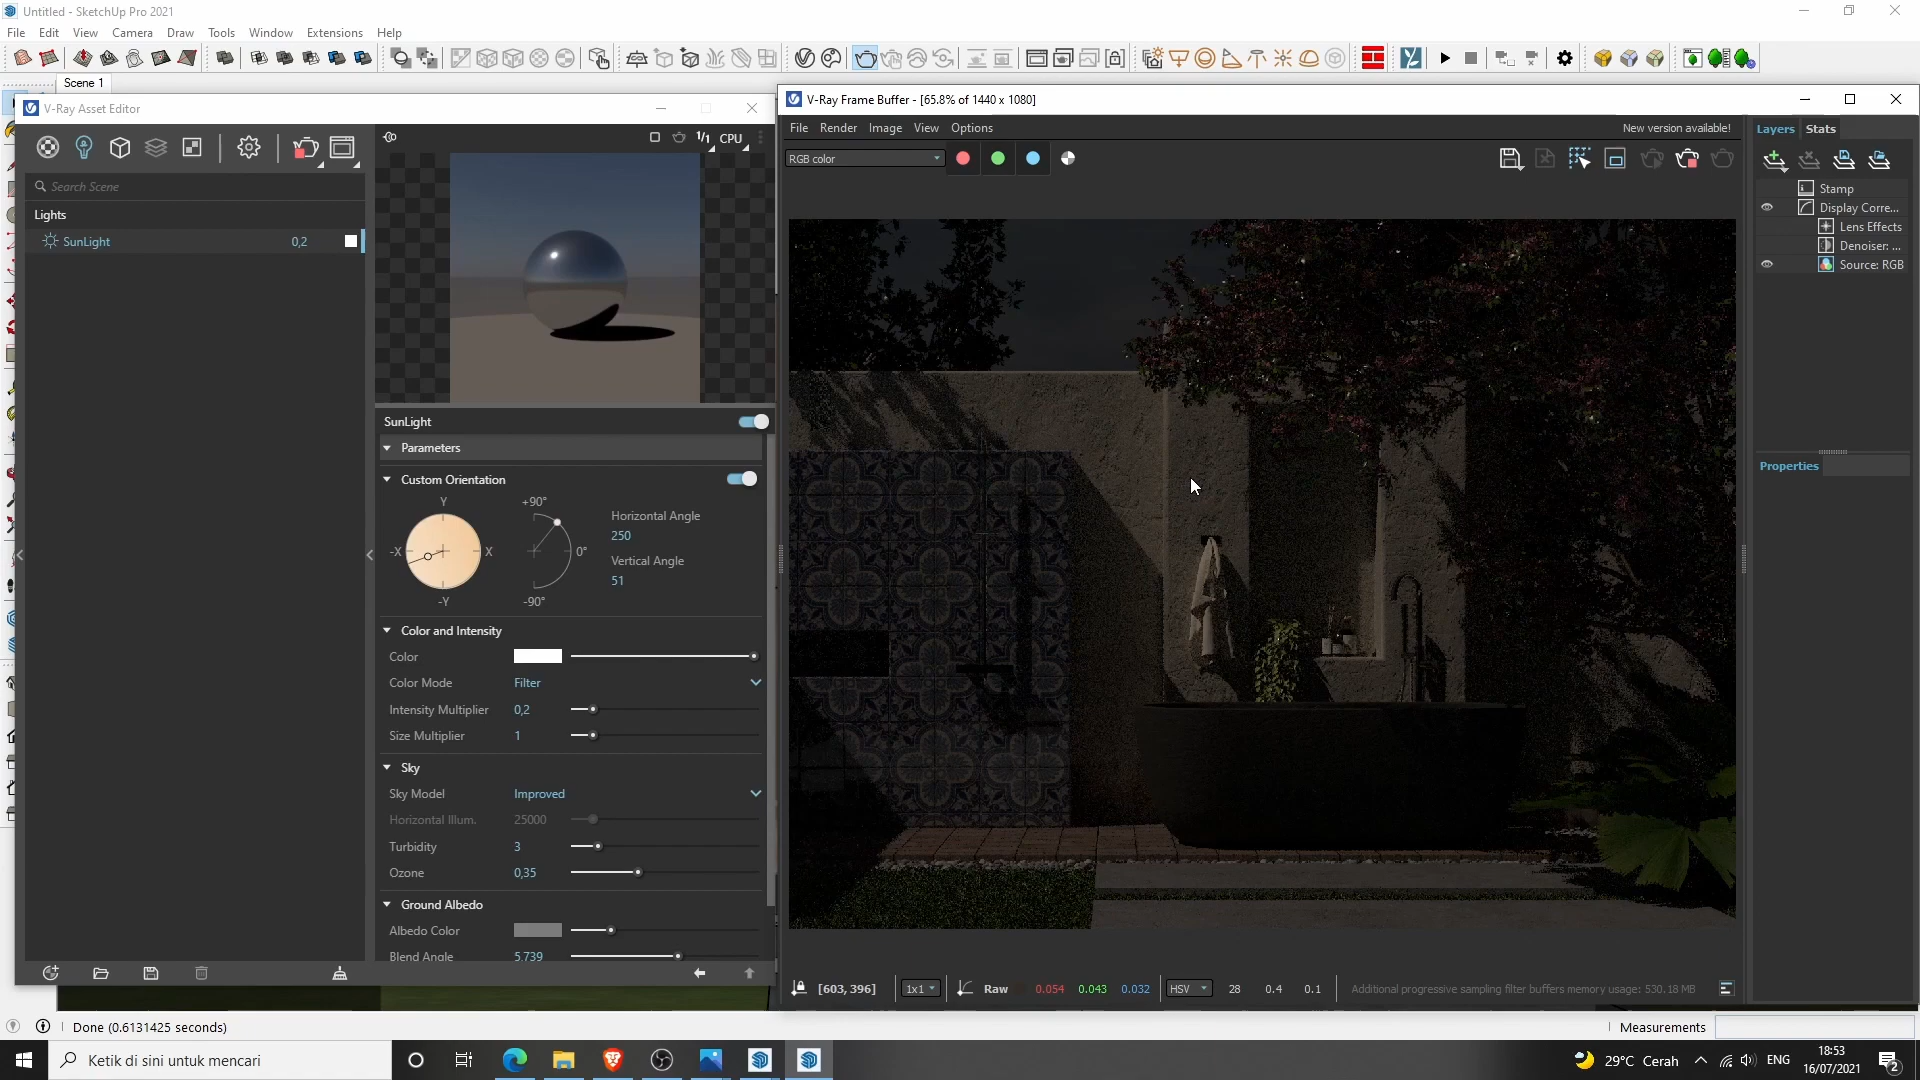 Untitled - SketchUp Pro 2021
File Edit View Camera Draw Tools Window Extensions Help
Scene 1
V-Ray Asset Editor
1/1 CPU
Search Scene
Lights
SunLight 0,2
SunLight
Parameters
Custom Orientation
Y
-X X
-Y
+90°
0°
-90°
Horizontal Angle
250
Vertical Angle
51
Color and Intensity
Color
Color Mode Filter
Intensity Multiplier 0,2
Size Multiplier 1
Sky
Sky Model Improved
Horizontal Illum. 25000
Turbidity 3
Ozone 0,35
Ground Albedo
Albedo Color
Blend Angle 5,739
V-Ray Frame Buffer - [65.8% of 1440 x 1080]
File Render Image View Options
New version available!
RGB color
Layers Stats
Stamp
Display Corre...
Lens Effects
Denoiser: ...
Source: RGB
Properties
[603, 396] 1x1 Raw 0.054 0.043 0.032 HSV 28 0.4 0.1 Additional progressive sampling filter buffers memory usage: 530.18 MB
Done (0.6131425 seconds)
Measurements
Ketik di sini untuk mencari
29°C Cerah
ENG
18:53
16/07/2021
2